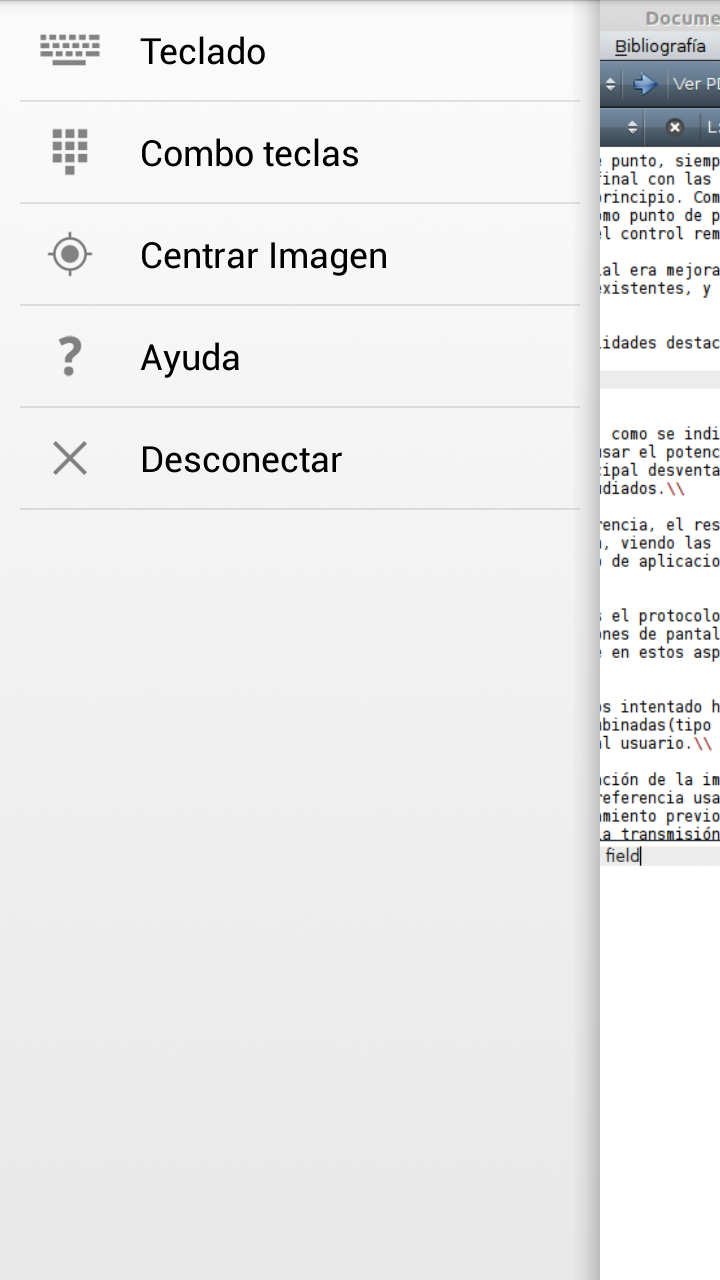 Teclado
Combo teclas
Centrar Imagen
Ayuda
Desconectar
Docume
Bibliografía
Ver PD
punto, siemp
final con las
principio. Com
omo punto de p
el control rem
ial era mejora
existentes, y
lidades destac
como se indi
usar el potenc
cipal desventa
udiados.\\
rencia, el res
, viendo las
de aplicacio
el protocolo
ones de pantal
en estos asp
os intentado h
mbinadas(tipo
al usuario.\\
ación de la im
referencia usa
amiento previo
la transmisión
field